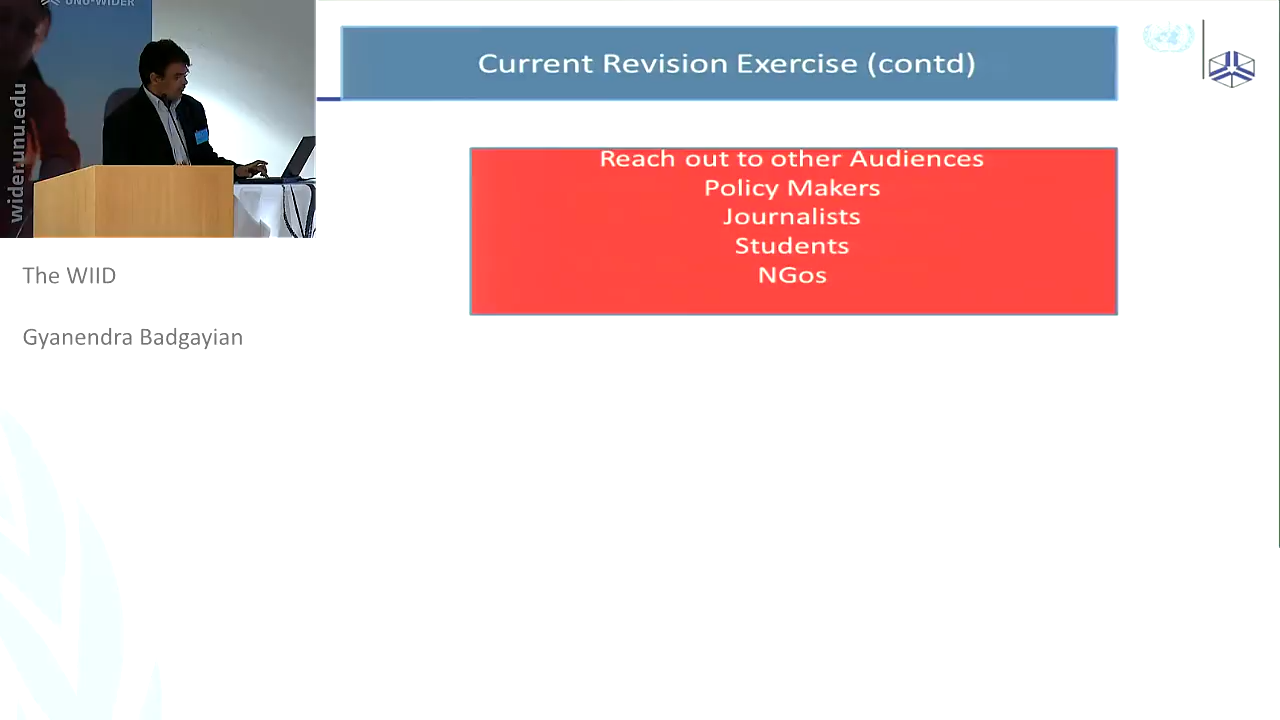 UNU-WIDER
wider.unu.edu
The WIID
Gyanendra Badgayian
Current Revision Exercise (contd)
Reach out to other Audiences
Policy Makers
Journalists
Students
NGos